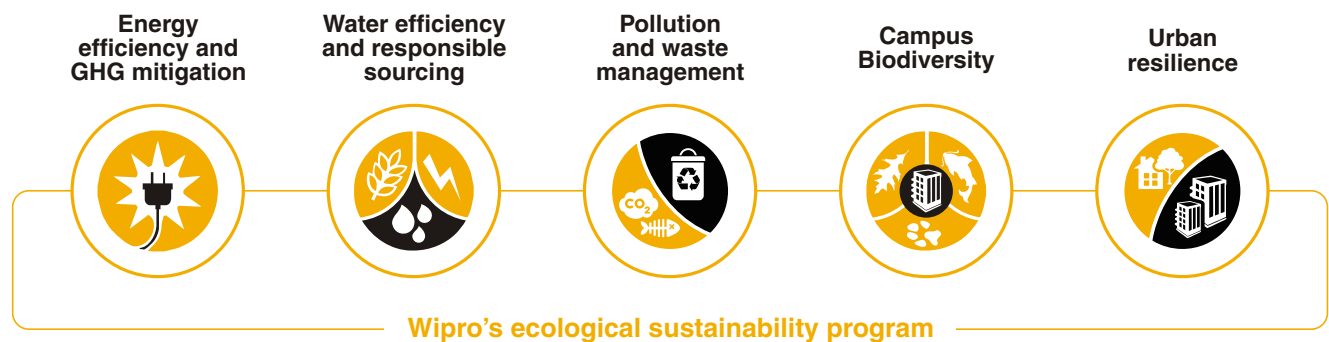 Energy
efficiency and
GHG mitigation
Water efficiency
and responsible
sourcing
Pollution
and waste
management
Campus
Biodiversity
Urban
resilience
CO₂
Wipro’s ecological sustainability program